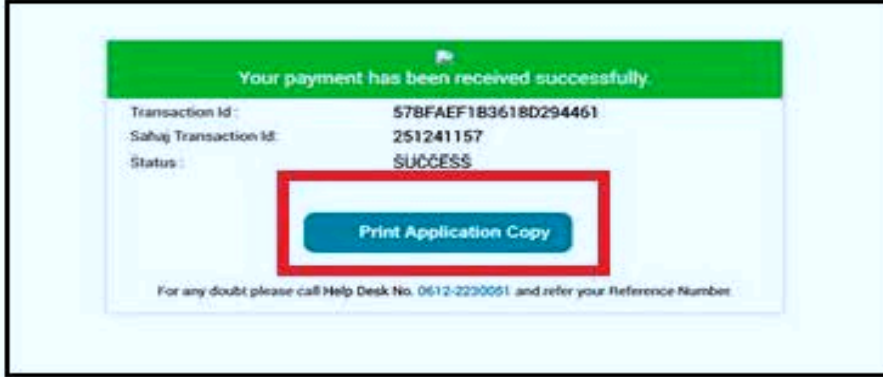 Your payment has been received successfully.
Transaction Id : 578FAEF1B3618D294461
Sahaj Transaction Id: 251241157
Status : SUCCESS
Print Application Copy
For any doubt please call Help Desk No. 0612-2230051 and refer your Reference Number.